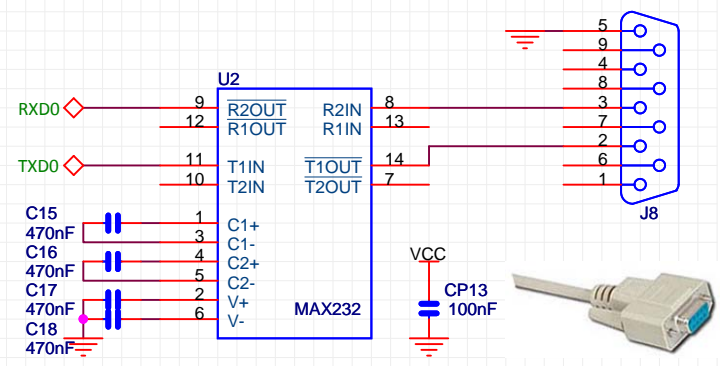 U2
RXD0
9
R2OUT
R2IN
8
12
R1OUT
R1IN
13
TXD0
11
T1IN
T1OUT
14
10
T2IN
T2OUT
7
C15
470nF
1
C1+
3
C1-
C16
470nF
4
C2+
5
C2-
C17
470nF
2
V+
6
V-
C18
470nF
MAX232
VCC
CP13
100nF
5
9
4
8
3
7
2
6
1
J8